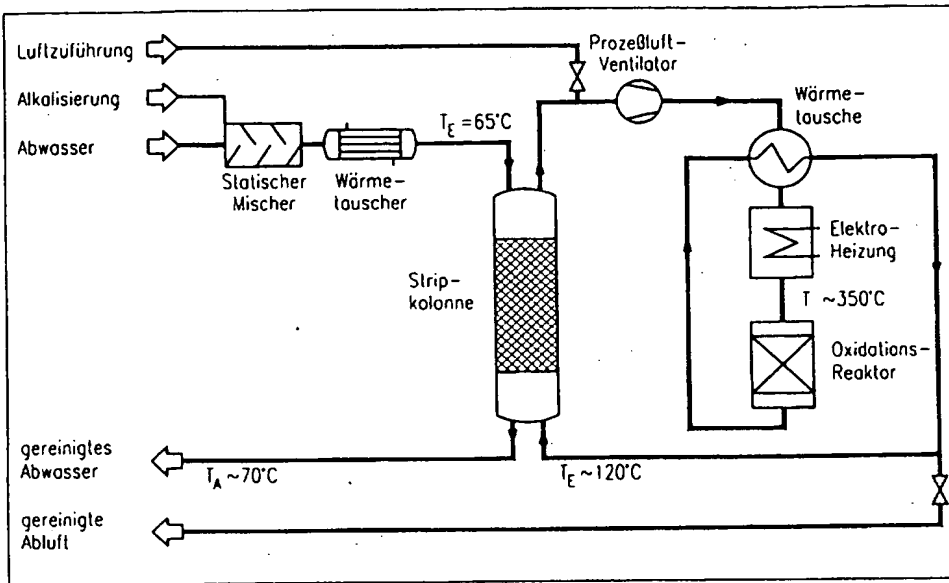 Luftzuführung
Prozeßluft-
Ventilator
Alkalisierung
Wärme-
tausche
Abwasser
T_E = 65°C
Statischer
Mischer
Wärme-
tauscher
Elektro-
Heizung
Strip-
kolonne
T ~350°C
Oxidations-
Reaktor
gereinigtes
Abwasser
T_A ~70°C
T_E ~120°C
gereinigte
Abluft